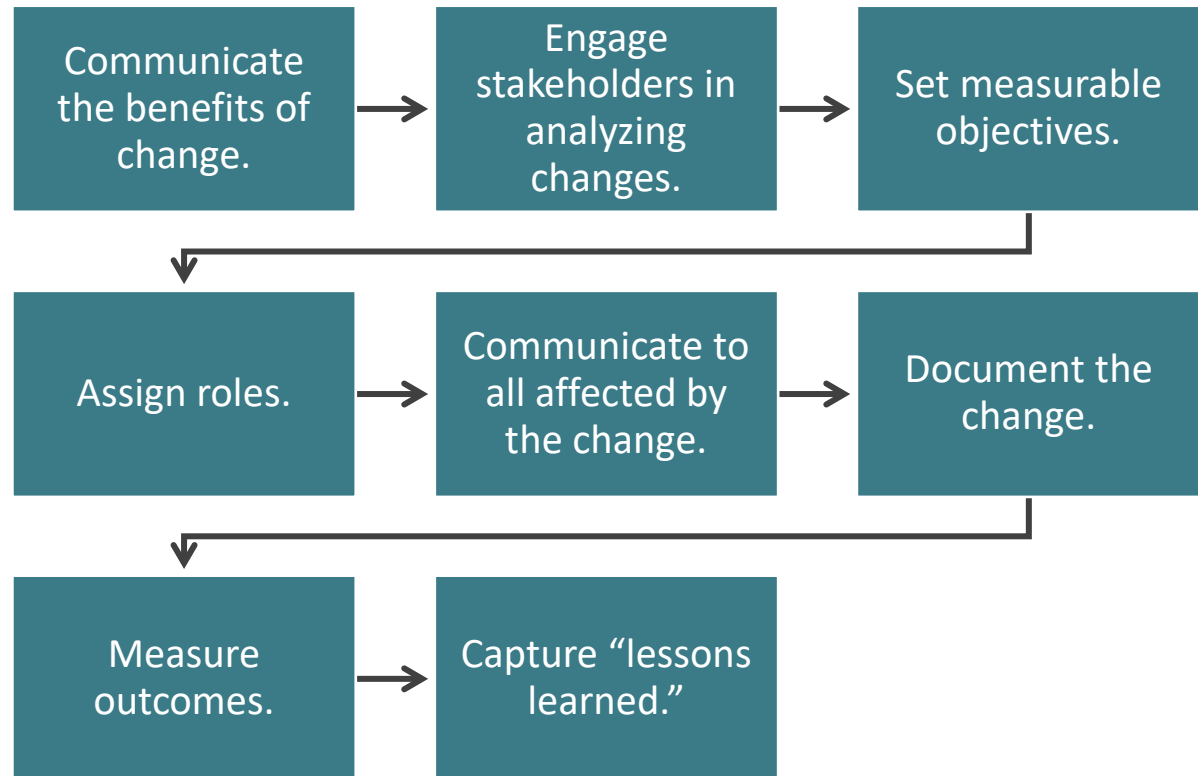 Communicate
the benefits of
change.
Engage
stakeholders in
analyzing
changes.
Set measurable
objectives.
Assign roles.
Communicate to
all affected by
the change.
Document the
change.
Measure
outcomes.
Capture “lessons
learned.”